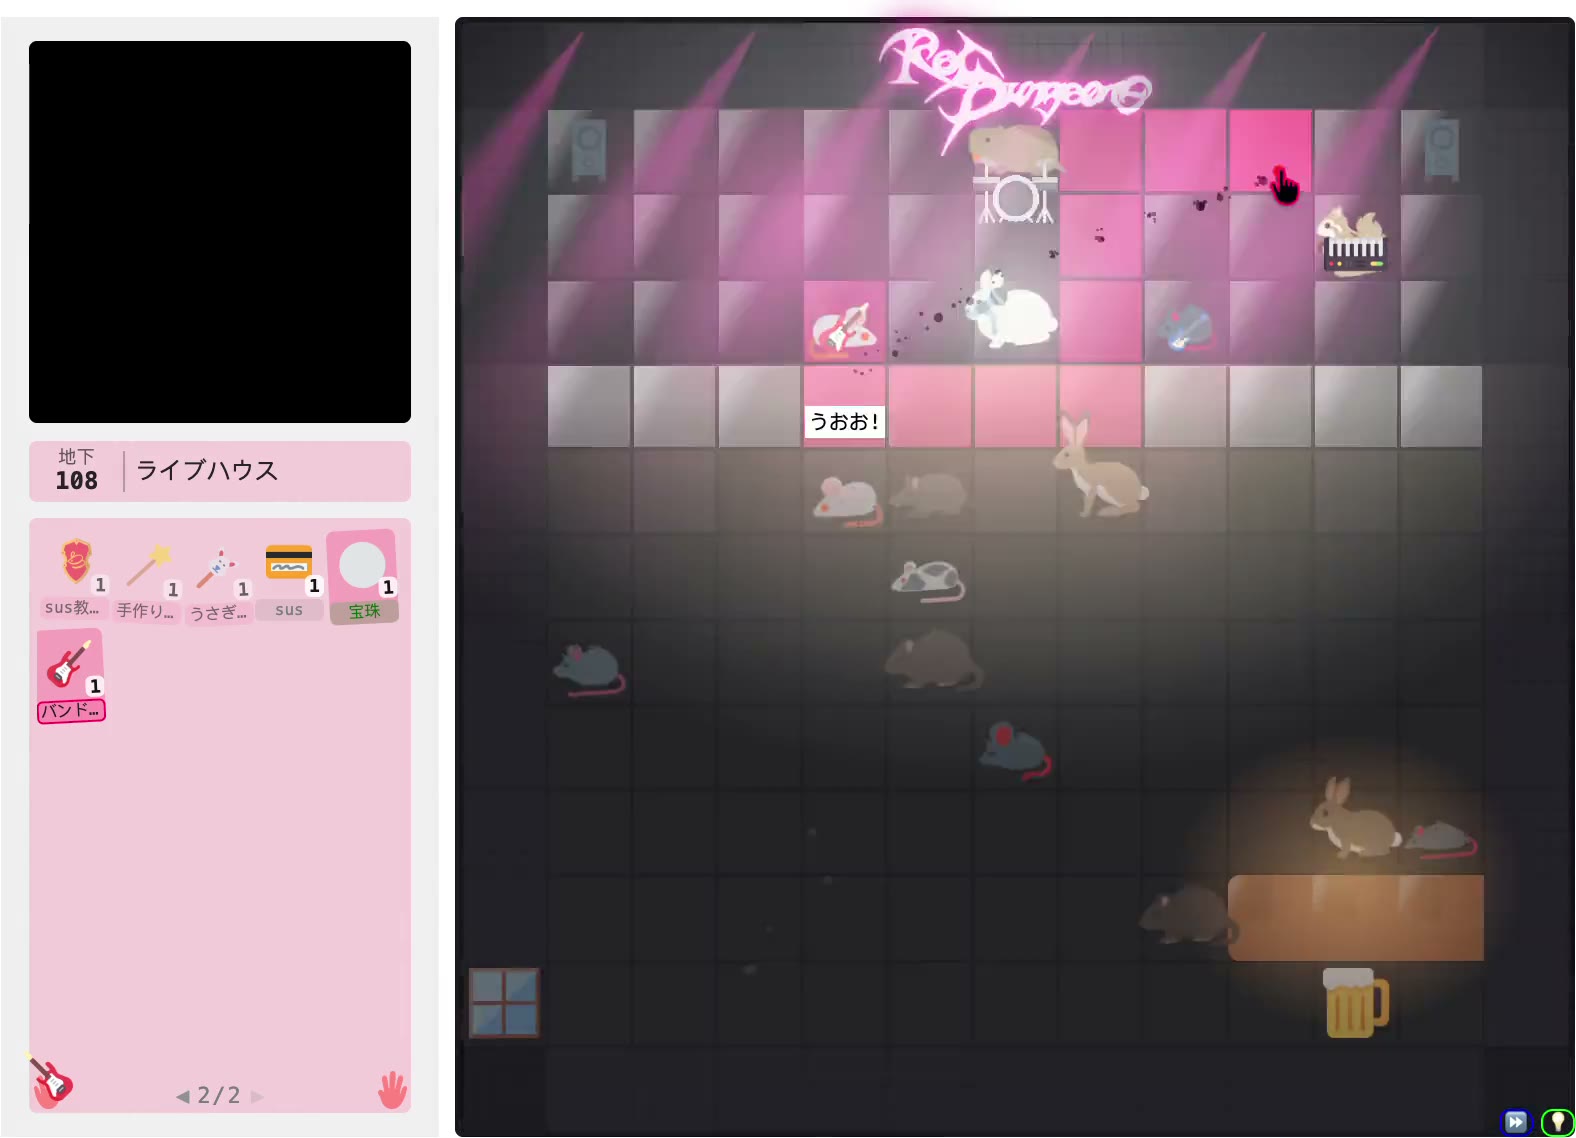 地下
108
ライブハウス
1
sus教…
1
手作り…
1
うさぎ…
1
sus
1
宝珠
1
バンド…
◀ 2/2 ▶
Rat
Dungeons
うおお！